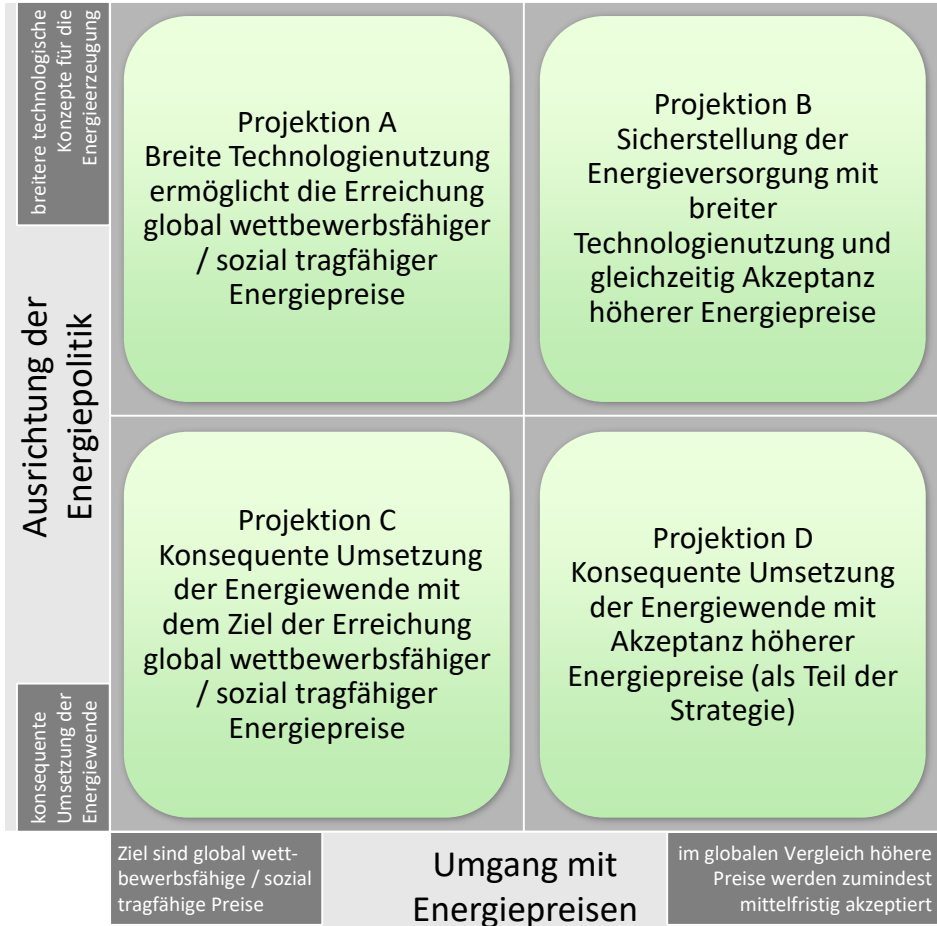 breitere technologische
Konzepte für die
Energieerzeugung
Projektion A
Breite Technologienutzung
ermöglicht die Erreichung
global wettbewerbsfähiger
/ sozial tragfähiger
Energiepreise
Projektion B
Sicherstellung der
Energieversorgung mit
breiter
Technologienutzung und
gleichzeitig Akzeptanz
höherer Energiepreise
Ausrichtung der
Energiepolitik
Projektion C
Konsequente Umsetzung
der Energiewende mit
dem Ziel der Erreichung
global wettbewerbsfähiger
/ sozial tragfähiger
Energiepreise
Projektion D
Konsequente Umsetzung
der Energiewende mit
Akzeptanz höherer
Energiepreise (als Teil der
Strategie)
konsequente
Umsetzung der
Energiewende
Ziel sind global wett-
bewerbsfähige / sozial
tragfähige Preise
Umgang mit
Energiepreisen
im globalen Vergleich höhere
Preise werden zumindest
mittelfristig akzeptiert